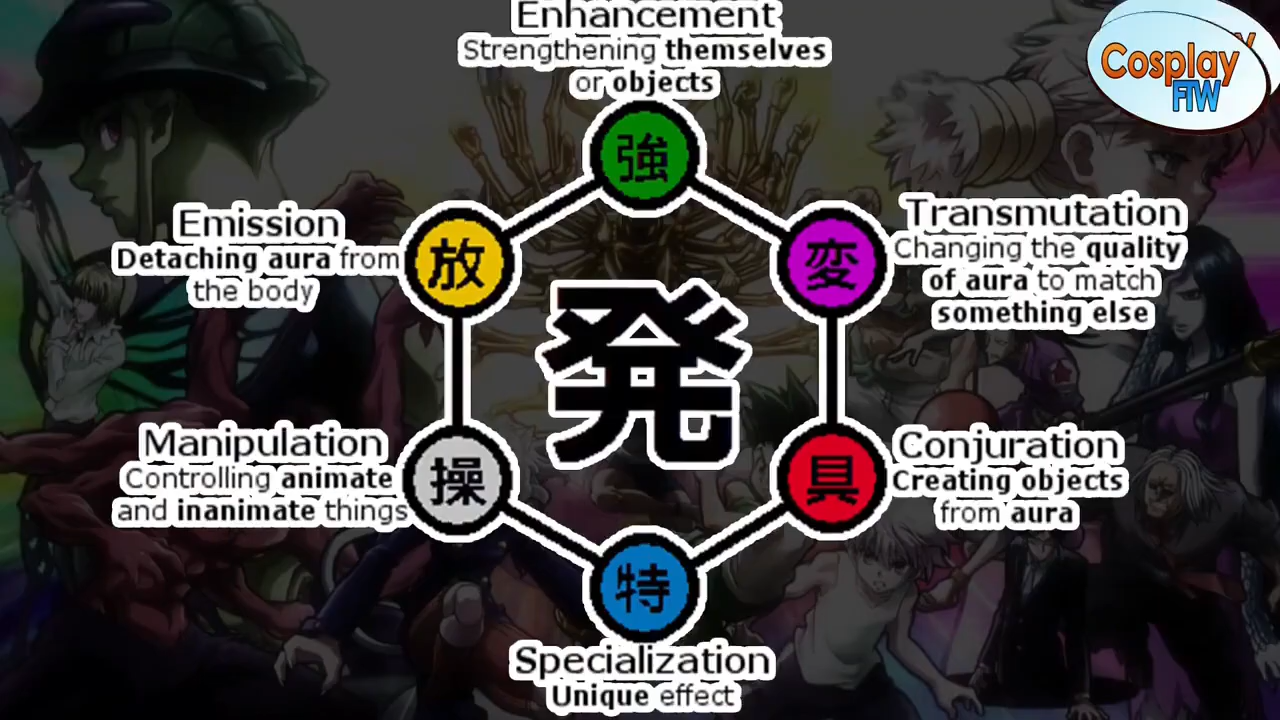 Enhancement
Strengthening themselves
or objects
Cosplay
FTW
強
Emission
Detaching aura from
the body
放
変
Transmutation
Changing the quality
of aura to match
something else
発
Manipulation
Controlling animate
and inanimate things
操
具
Conjuration
Creating objects
from aura
特
Specialization
Unique effect